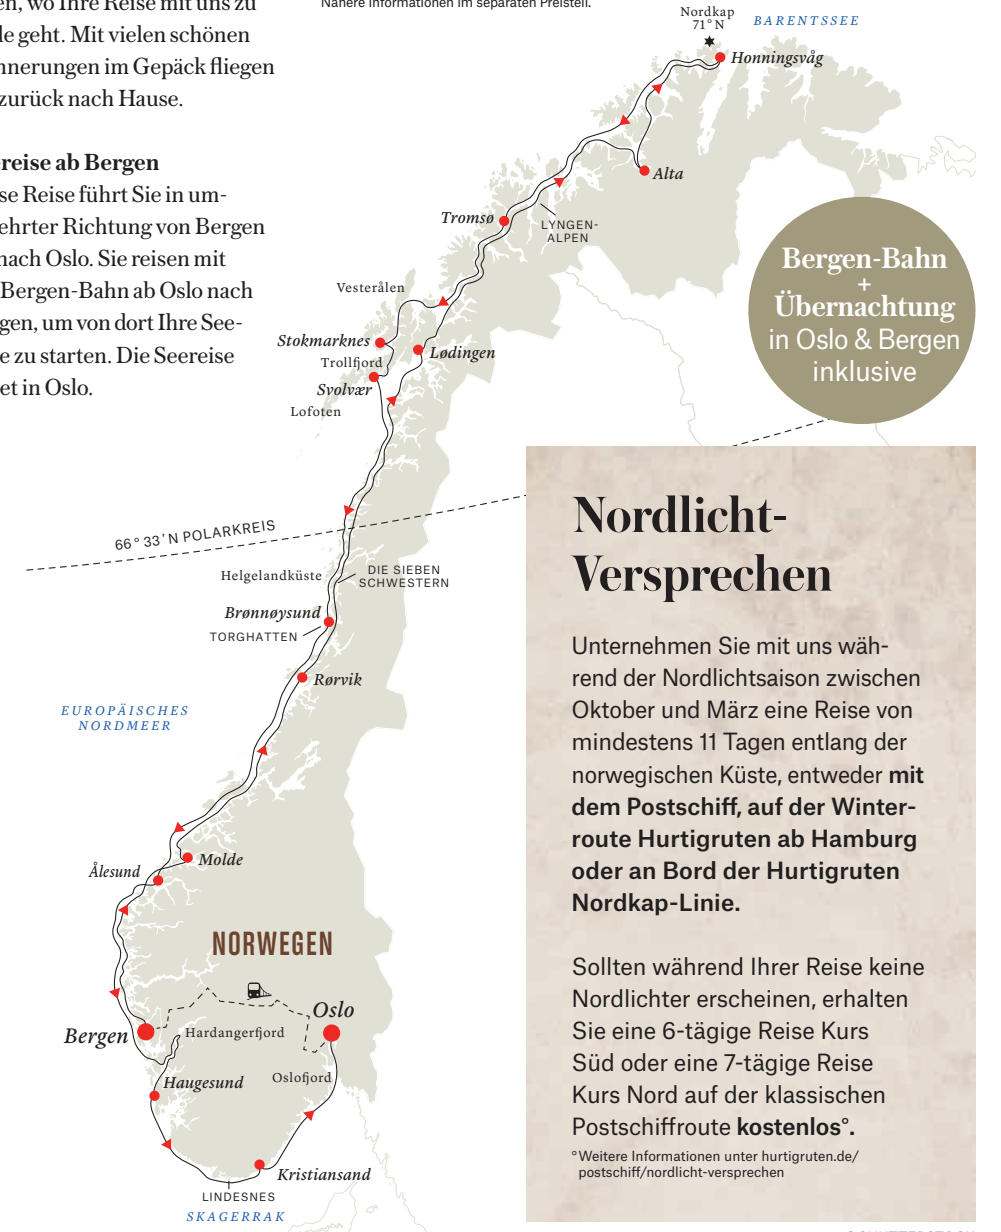 en, wo Ihre Reise mit uns zu
de geht. Mit vielen schönen
nnerungen im Gepäck fliegen
zurück nach Hause.
ereise ab Bergen
se Reise führt Sie in um-
ehrter Richtung von Bergen
nach Oslo. Sie reisen mit
Bergen-Bahn ab Oslo nach
gen, um von dort Ihre See-
e zu starten. Die Seereise
et in Oslo.
Nähere Informationen im separaten Preisteil.
Nordkap
71° N
BARENTSSEE
Honningsvåg
Alta
Tromsø
LYNGEN-
ALPEN
Vesterålen
Stokmarknes
Lødingen
Trollfjord
Svolvær
Lofoten
66° 33’ N POLARKREIS
Helgelandküste
DIE SIEBEN
SCHWESTERN
Brønnøysund
TORGHATTEN
Rørvik
EUROPÄISCHES
NORDMEER
Molde
Ålesund
NORWEGEN
Oslo
Bergen
Hardangerfjord
Oslofjord
Haugesund
Kristiansand
LINDESNES
SKAGERRAK
Bergen-Bahn
+
Übernachtung
in Oslo & Bergen
inklusive
Nordlicht-
Versprechen
Unternehmen Sie mit uns wäh-
rend der Nordlichtsaison zwischen
Oktober und März eine Reise von
mindestens 11 Tagen entlang der
norwegischen Küste, entweder mit
dem Postschiff, auf der Winter-
route Hurtigruten ab Hamburg
oder an Bord der Hurtigruten
Nordkap-Linie.
Sollten während Ihrer Reise keine
Nordlichter erscheinen, erhalten
Sie eine 6-tägige Reise Kurs
Süd oder eine 7-tägige Reise
Kurs Nord auf der klassischen
Postschiffroute kostenlos°.
°Weitere Informationen unter hurtigruten.de/
postschiff/nordlicht-versprechen